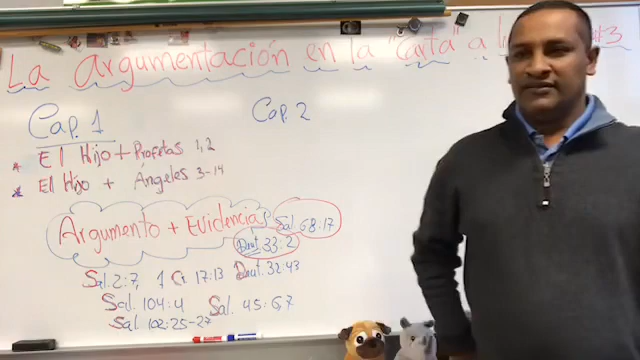 La Argumentación en la "Carta" a #3
Cap. 1
Cap. 2
El Hijo + Profetas 1,2
El Hijo + Ángeles 3-14
Argumento + Evidencias
Sal. 68:17
Deut. 33:2
Sal. 2:7, 1 Cr 17:13 Deut. 32:43
Sal. 104:4 Sal. 45:6,7
Sal 102:25-27